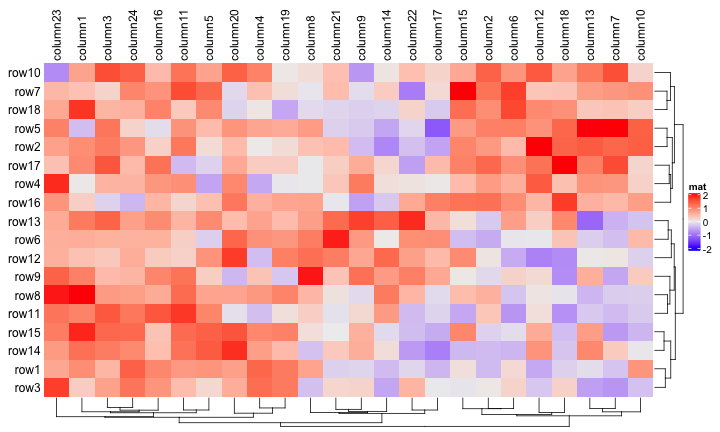 column23 column1 column3 column24 column16 column11 column5 column20 column4 column19 column8 column21 column9 column14 column22 column17 column15 column2 column6 column12 column18 column13 column7 column10
row10
row7
row18
row5
row2
row17
row4
row16
row13
row6
row12
row9
row8
row11
row15
row14
row1
row3
mat
2
1
0
-1
-2